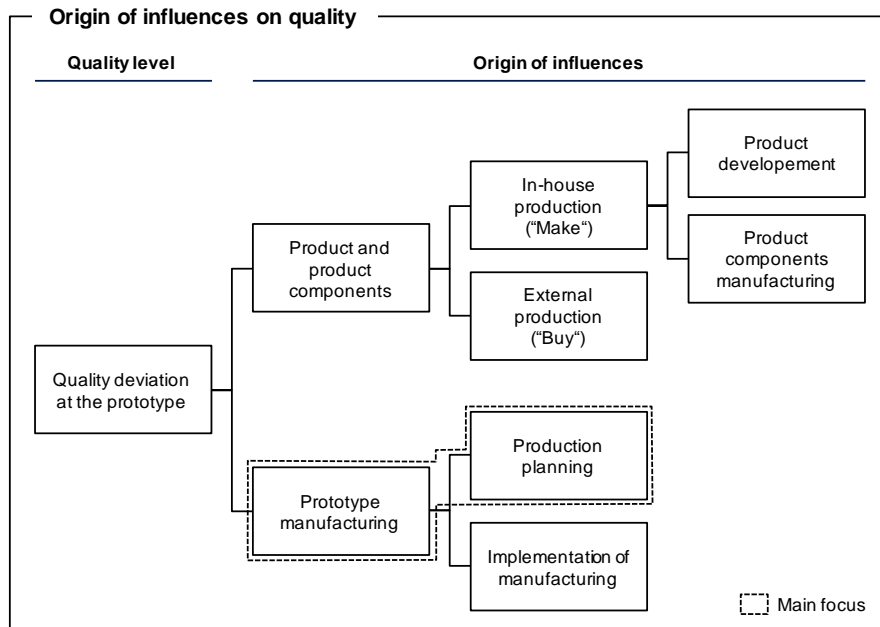 Origin of influences on quality
Quality level
Origin of influences
Product
developement
In-house
production
(“Make“)
Product and
product
components
Product
components
manufacturing
External
production
(“Buy“)
Quality deviation
at the prototype
Production
planning
Prototype
manufacturing
Implementation of
manufacturing
Main focus